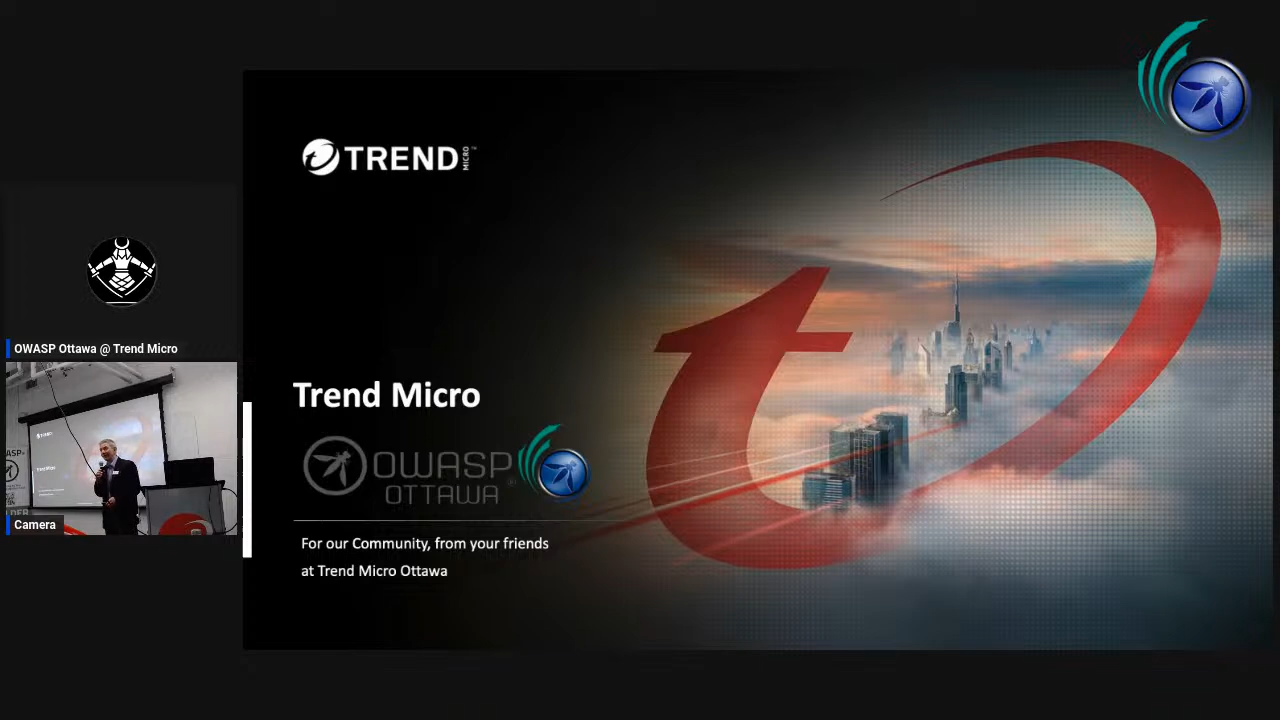 TREND MICRO™
Trend Micro
OWASP
OTTAWA
For our Community, from your friends
at Trend Micro Ottawa
OWASP Ottawa @ Trend Micro
Camera